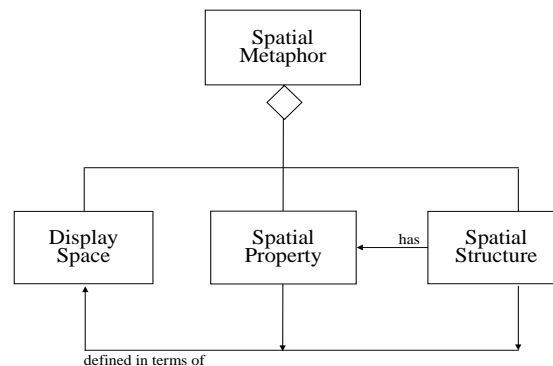 Spatial
Metaphor
Display
Space
Spatial
Property
has
Spatial
Structure
defined in terms of